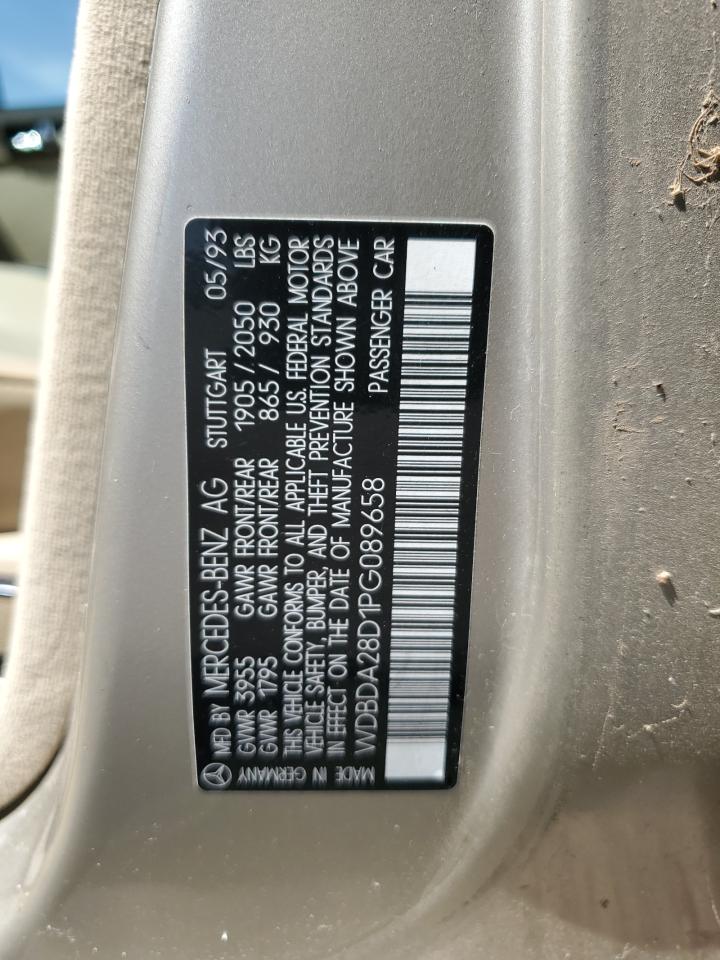 MFD BY MERCEDES-BENZ AG STUTTGART 05/93
GVWR 3955 GAWR FRONT/REAR 1905/2050 LBS
GWR 1795 GAWR FRONT/REAR 865/ 930 KG
THIS VEHICLE CONFORMS TO ALL APPLICABLE U.S. FEDERAL MOTOR
VEHICLE SAFETY, BUMPER, AND THEFT PREVENTION STANDARDS
IN EFFECT ON THE DATE OF MANUFACTURE SHOWN ABOVE
WDBDA28D1PG089658 PASSENGER CAR
MADE IN GERMANY